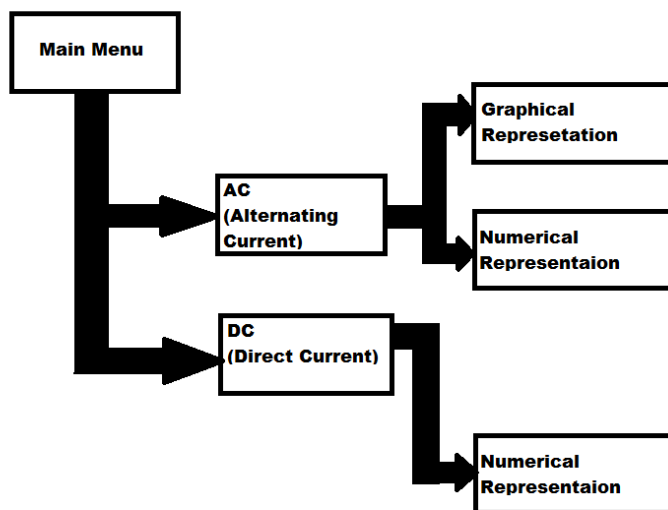 Main Menu
Graphical
Represetation
AC
(Alternating
Current)
Numerical
Representaion
DC
(Direct Current)
Numerical
Representaion